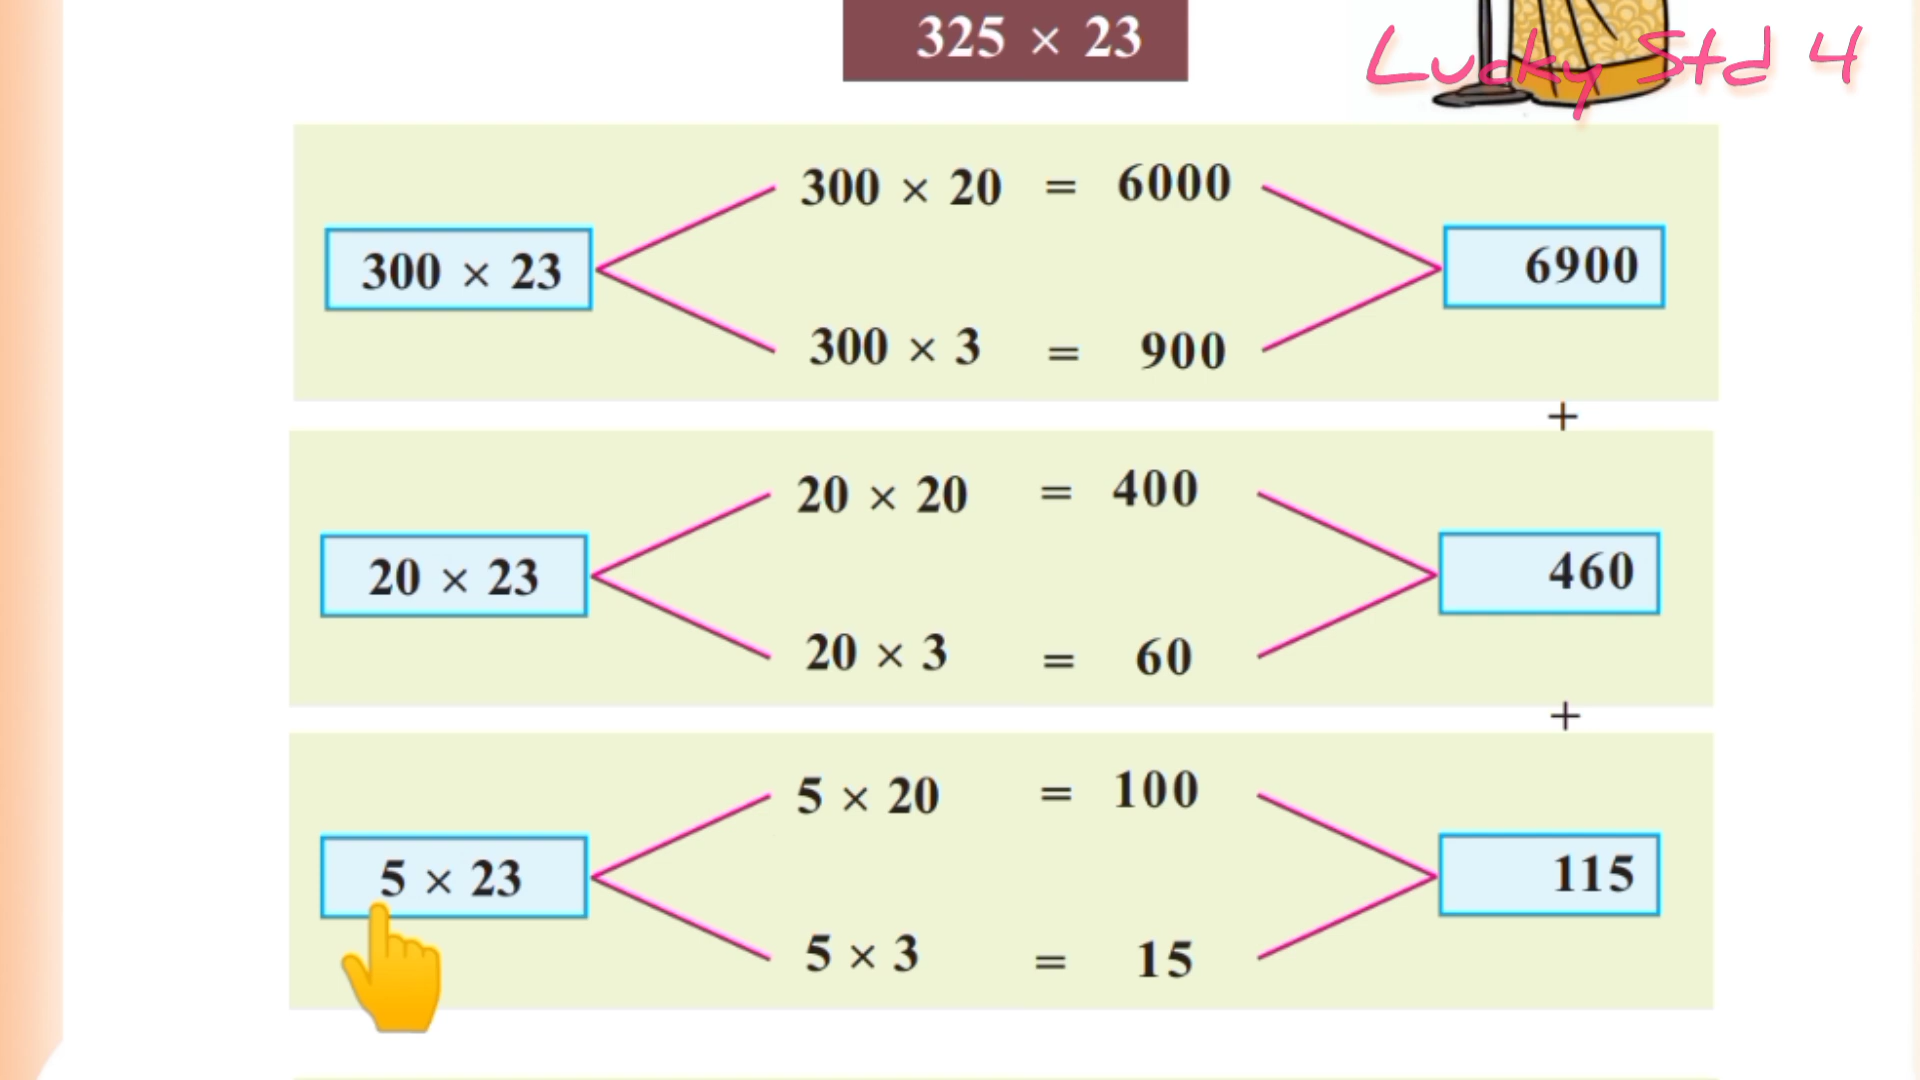 325 × 23
Lucky Std 4
300 × 20 = 6000
300 × 23
6900
300 × 3 = 900
+
20 × 20 = 400
20 × 23
460
20 × 3 = 60
+
5 × 20 = 100
5 × 23
115
5 × 3 = 15